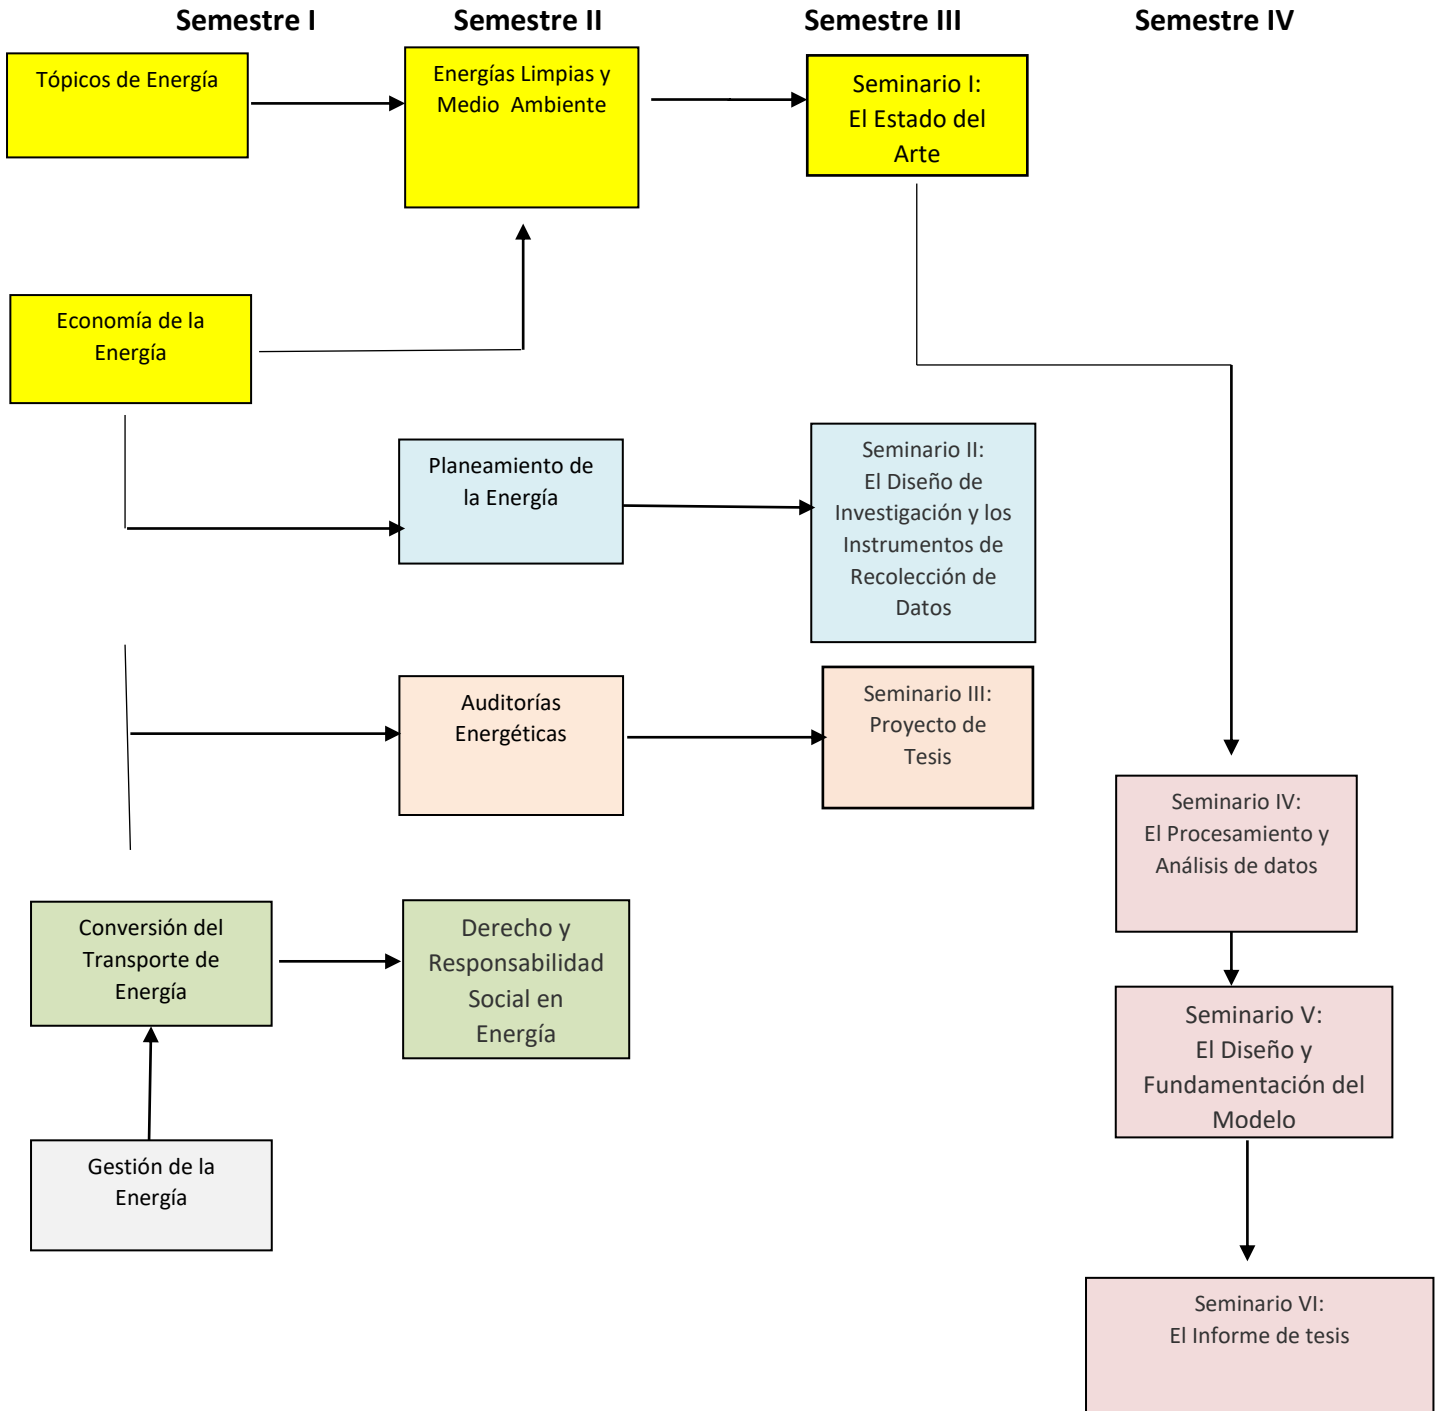 Semestre I
Semestre II
Semestre III
Semestre IV
Tópicos de Energía
Energías Limpias y
Medio Ambiente
Seminario I:
El Estado del
Arte
Economía de la
Energía
Planeamiento de
la Energía
Seminario II:
El Diseño de
Investigación y los
Instrumentos de
Recolección de
Datos
Auditorías
Energéticas
Seminario III:
Proyecto de
Tesis
Seminario IV:
El Procesamiento y
Análisis de datos
Conversión del
Transporte de
Energía
Derecho y
Responsabilidad
Social en
Energía
Seminario V:
El Diseño y
Fundamentación del
Modelo
Gestión de la
Energía
Seminario VI:
El Informe de tesis